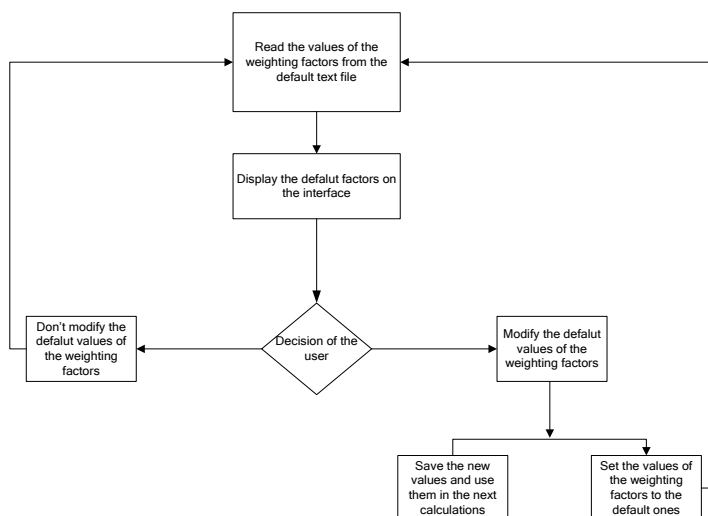 Read the values of the
weighting factors from the
default text file
Display the defalut factors on
the interface
Don't modify the
defalut values of
the weighting
factors
Decision of the
user
Modify the defalut
values of the
weighting factors
Save the new
values and use
them in the next
calculations
Set the values of
the weighting
factors to the
default ones